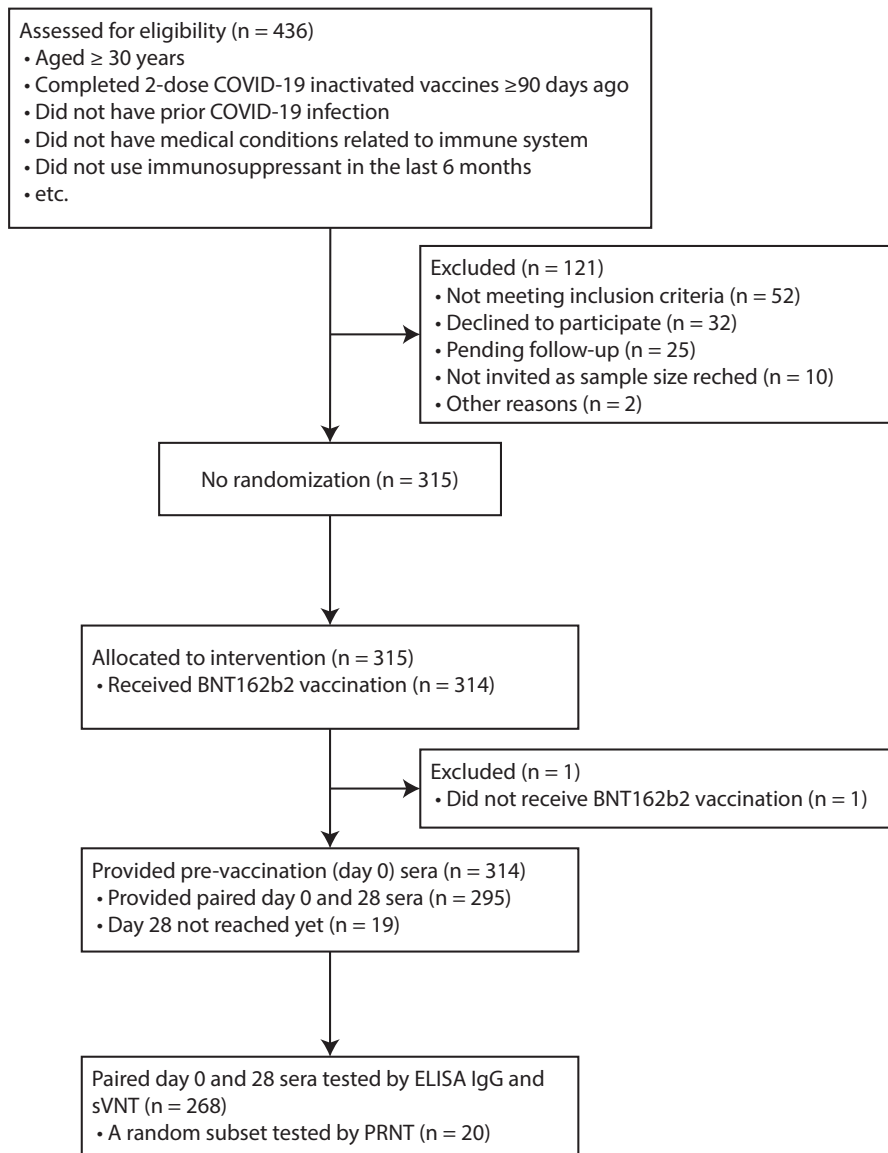 Assessed for eligibility (n = 436)
• Aged ≥ 30 years
• Completed 2-dose COVID-19 inactivated vaccines ≥90 days ago
• Did not have prior COVID-19 infection
• Did not have medical conditions related to immune system
• Did not use immunosuppressant in the last 6 months
• etc.
Excluded (n = 121)
• Not meeting inclusion criteria (n = 52)
• Declined to participate (n = 32)
• Pending follow-up (n = 25)
• Not invited as sample size reched (n = 10)
• Other reasons (n = 2)
No randomization (n = 315)
Allocated to intervention (n = 315)
• Received BNT162b2 vaccination (n = 314)
Excluded (n = 1)
• Did not receive BNT162b2 vaccination (n = 1)
Provided pre-vaccination (day 0) sera (n = 314)
• Provided paired day 0 and 28 sera (n = 295)
• Day 28 not reached yet (n = 19)
Paired day 0 and 28 sera tested by ELISA IgG and
sVNT (n = 268)
• A random subset tested by PRNT (n = 20)